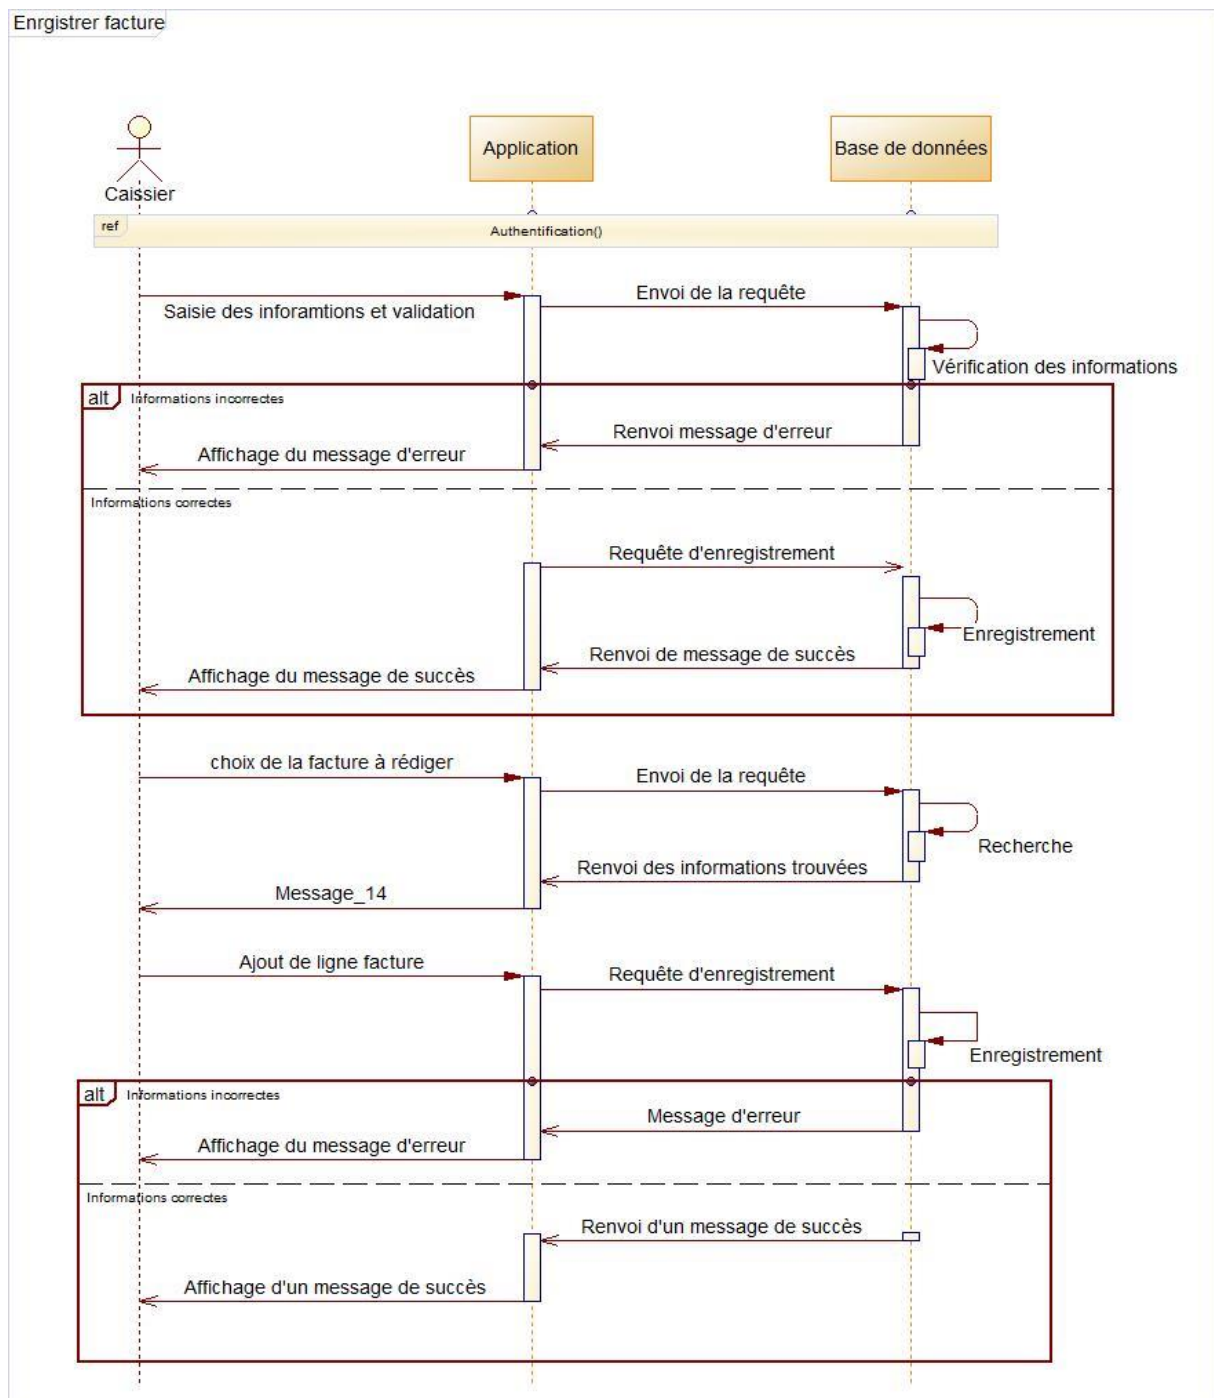 Enrgistrer facture
Application
Base de données
Caissier
ref
Authentification()
Envoi de la requête
Saisie des inforamtions et validation
Vérification des informations
alt
Informations incorrectes
Renvoi message d'erreur
Affichage du message d'erreur
Informations correctes
Requête d'enregistrement
Enregistrement
Renvoi de message de succès
Affichage du message de succès
choix de la facture à rédiger
Envoi de la requête
Recherche
Renvoi des informations trouvées
Message_14
Ajout de ligne facture
Requête d'enregistrement
Enregistrement
alt
Informations incorrectes
Message d'erreur
Affichage du message d'erreur
Informations correctes
Renvoi d'un message de succès
Affichage d'un message de succès